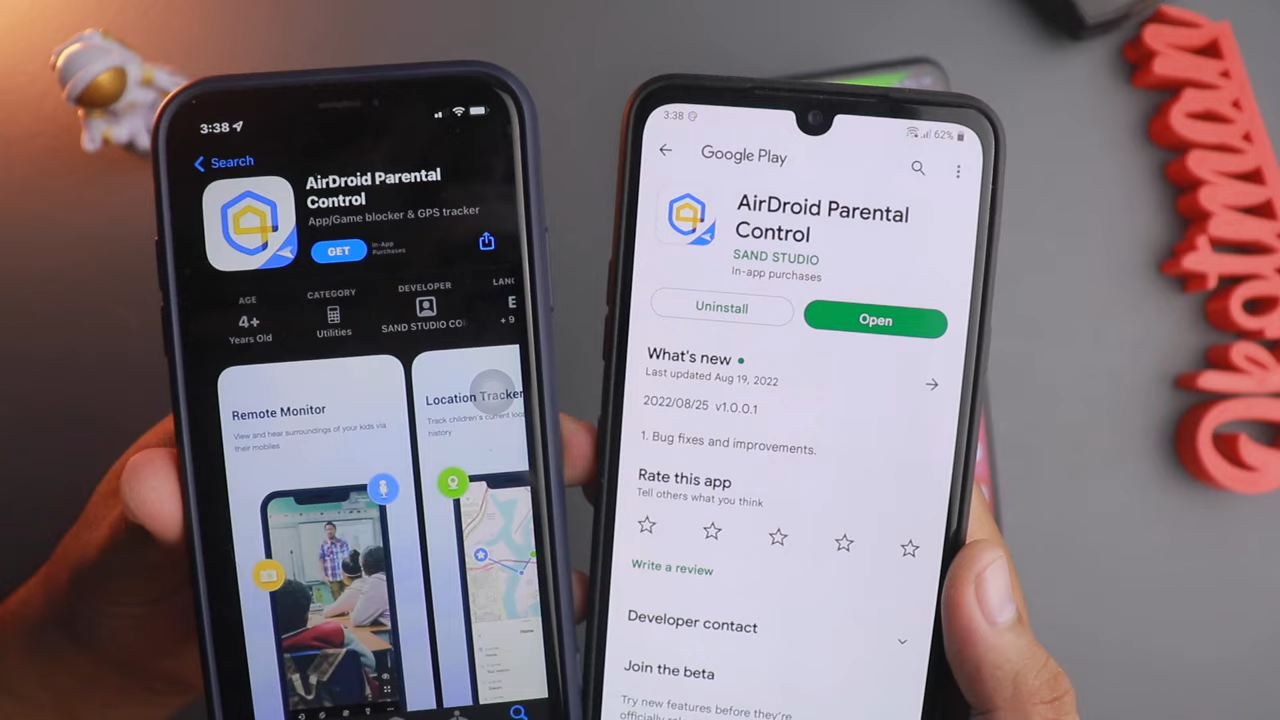 3:38
Search
AirDroid Parental
Control
App/Game blocker & GPS tracker
GET
In-App
Purchases
AGE
4+
Years Old
CATEGORY
Utilities
DEVELOPER
SAND STUDIO CO
LANG
E
+ 9
Remote Monitor
View and hear surroundings of your kids via
their mobiles
Location Tracker
Track children's current loc
history
3:38
62%
Google Play
AirDroid Parental
Control
SAND STUDIO
In-app purchases
Uninstall
Open
What's new
Last updated Aug 19, 2022
2022/08/25 v1.0.0.1
1. Bug fixes and improvements.
Rate this app
Tell others what you think
Write a review
Developer contact
Join the beta
Try new features before they're
officially